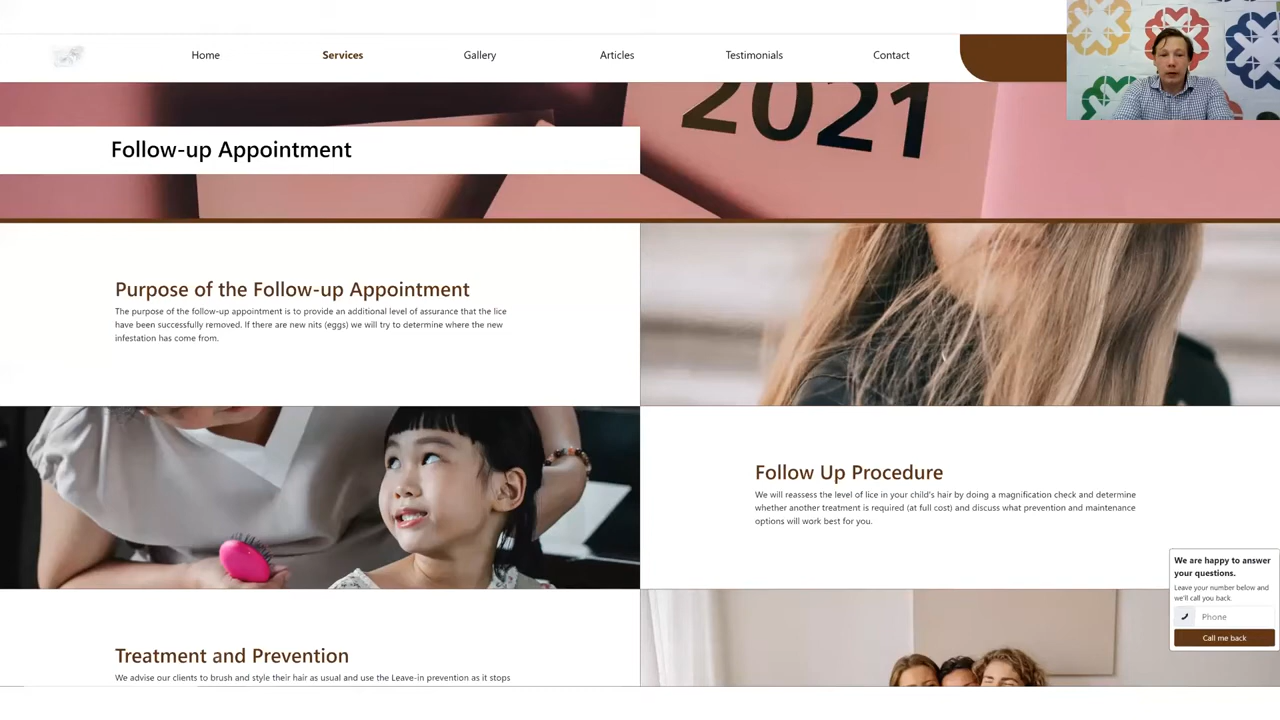 Home
Services
Gallery
Articles
Testimonials
Contact
2021
Follow-up Appointment
Purpose of the Follow-up Appointment
The purpose of the follow-up appointment is to provide an additional level of assurance that the lice
have been successfully removed. If there are new nits (eggs) we will try to determine where the new
infestation has come from.
Follow Up Procedure
We will reassess the level of lice in your child's hair by doing a magnification check and determine
whether another treatment is required (at full cost) and discuss what prevention and maintenance
options will work best for you.
We are happy to answer
your questions.
Leave your number below and
we'll call you back.
Phone
Call me back
Treatment and Prevention
We advise our clients to brush and style their hair as usual and use the Leave-in prevention as it stops